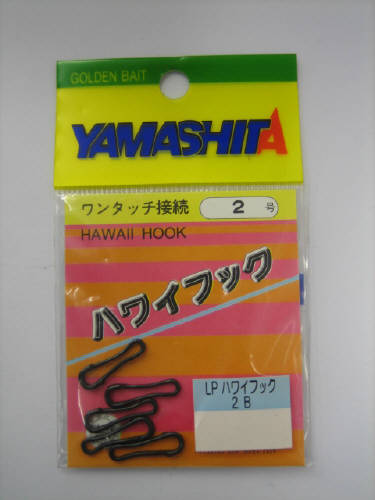 GOLDEN BAIT
YAMASHITA
ワンタッチ接続 2 号
HAWAII HOOK
ハワイフック
LP ハワイフック
2 B